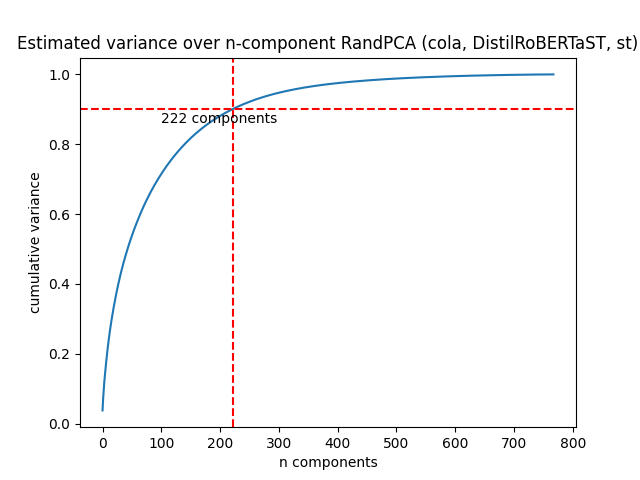 Estimated variance over n-component RandPCA (cola, DistilRoBERTaST, st)
1.0
0.8
0.6
0.4
0.2
0.0
cumulative variance
222 components
0 100 200 300 400 500 600 700 800
n components